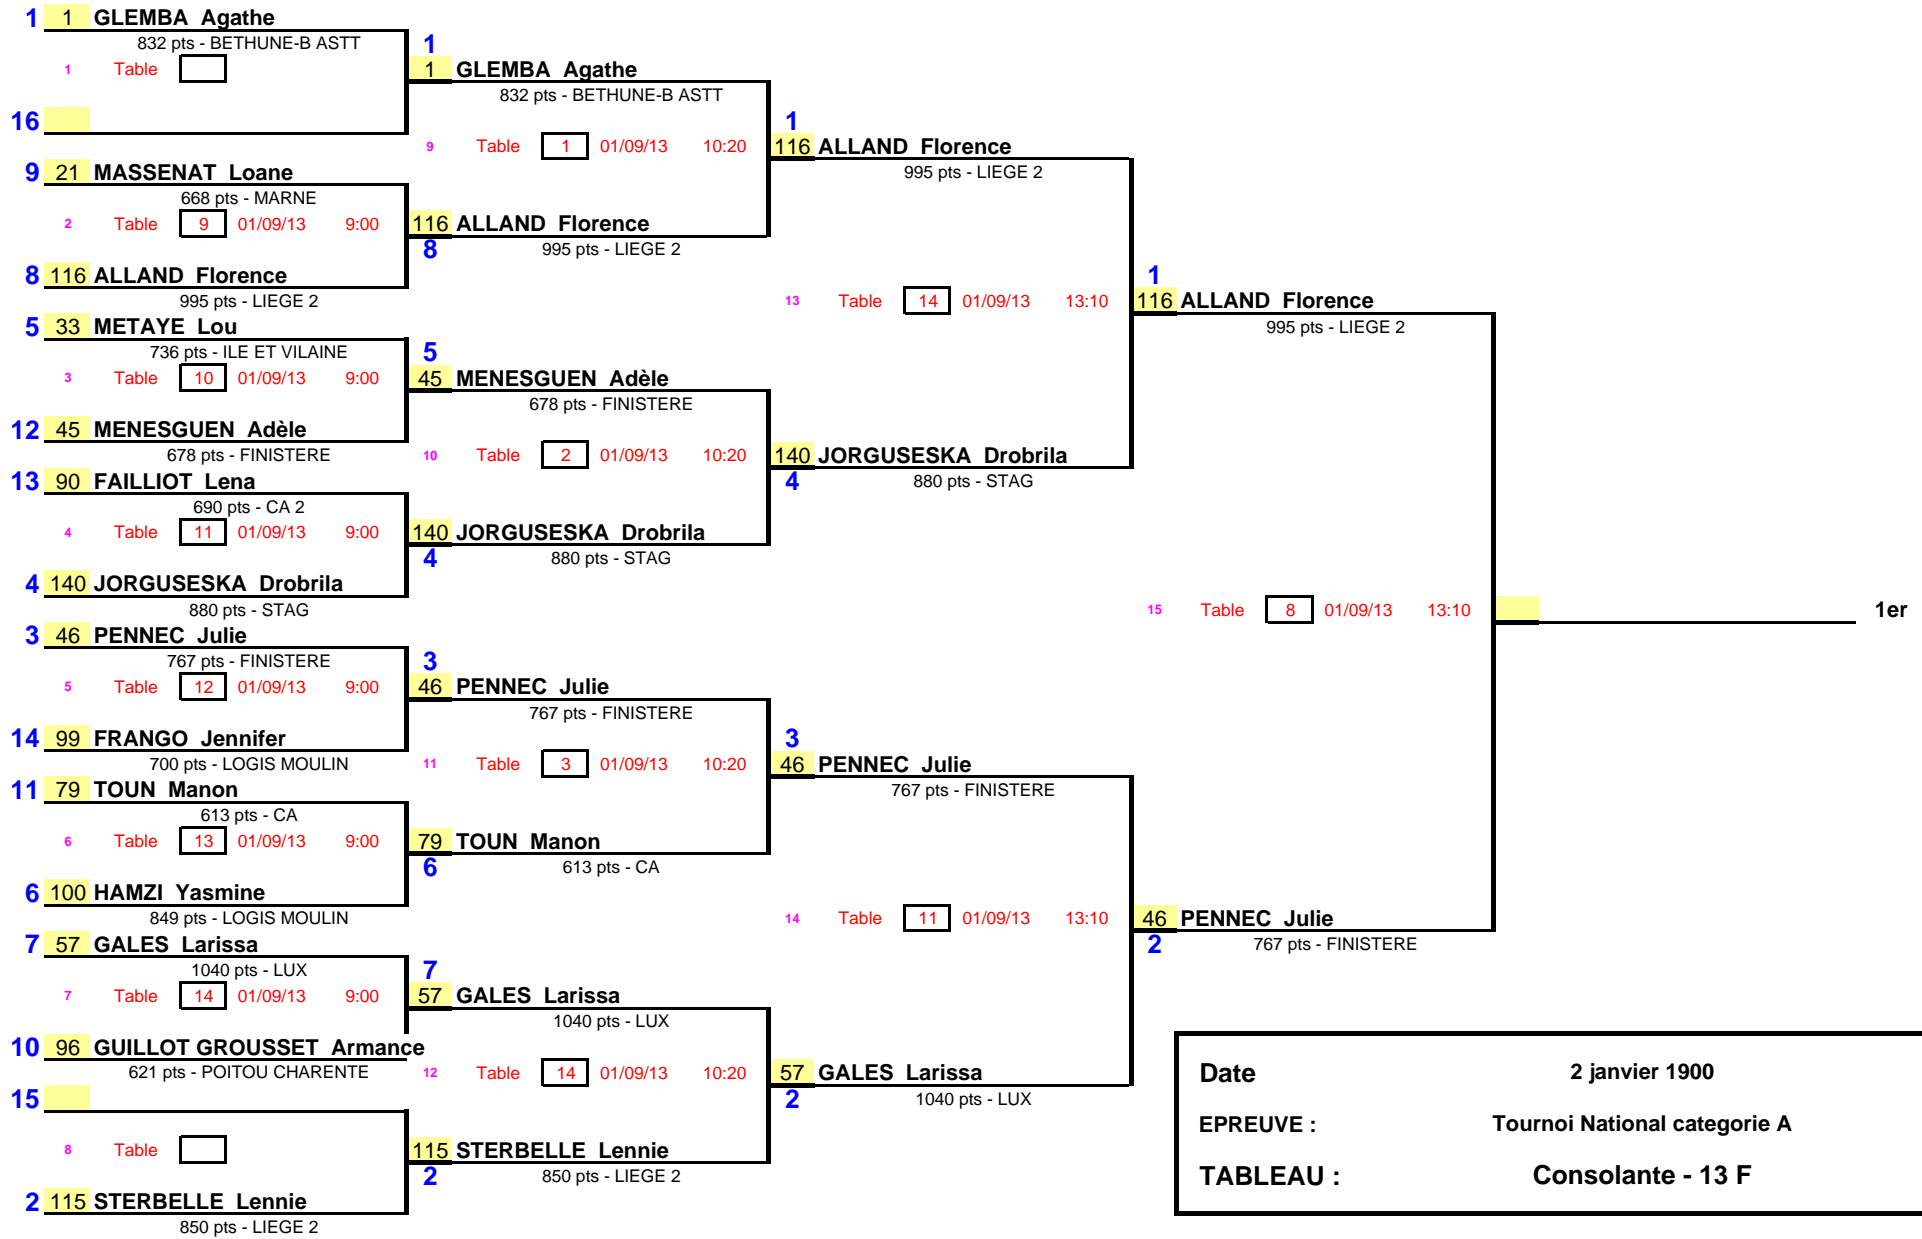 1 1 GLEMBA Agathe
832 pts - BETHUNE-B ASTT
1 Table
16
9 21 MASSENAT Loane
668 pts - MARNE
2 Table 9 01/09/13 9:00
8 116 ALLAND Florence
995 pts - LIEGE 2
5 33 METAYE Lou
736 pts - ILE ET VILAINE
3 Table 10 01/09/13 9:00
12 45 MENESGUEN Adèle
678 pts - FINISTERE
13 90 FAILLIOT Lena
690 pts - CA 2
4 Table 11 01/09/13 9:00
4 140 JORGUSESKA Drobrila
880 pts - STAG
3 46 PENNEC Julie
767 pts - FINISTERE
5 Table 12 01/09/13 9:00
14 99 FRANGO Jennifer
700 pts - LOGIS MOULIN
11 79 TOUN Manon
613 pts - CA
6 Table 13 01/09/13 9:00
6 100 HAMZI Yasmine
849 pts - LOGIS MOULIN
7 57 GALES Larissa
1040 pts - LUX
7 Table 14 01/09/13 9:00
10 96 GUILLOT GROUSSET Armance
621 pts - POITOU CHARENTE
15
8 Table
2 115 STERBELLE Lennie
850 pts - LIEGE 2
1
1 GLEMBA Agathe
832 pts - BETHUNE-B ASTT
9 Table 1 01/09/13 10:20
116 ALLAND Florence
8
995 pts - LIEGE 2
5
45 MENESGUEN Adèle
678 pts - FINISTERE
10 Table 2 01/09/13 10:20
140 JORGUSESKA Drobrila
4
880 pts - STAG
3
46 PENNEC Julie
767 pts - FINISTERE
11 Table 3 01/09/13 10:20
79 TOUN Manon
6
613 pts - CA
7
57 GALES Larissa
1040 pts - LUX
12 Table 14 01/09/13 10:20
115 STERBELLE Lennie
2
850 pts - LIEGE 2
1
116 ALLAND Florence
995 pts - LIEGE 2
13 Table 14 01/09/13 13:10
140 JORGUSESKA Drobrila
4
880 pts - STAG
3
46 PENNEC Julie
767 pts - FINISTERE
14 Table 11 01/09/13 13:10
57 GALES Larissa
2
1040 pts - LUX
1
116 ALLAND Florence
995 pts - LIEGE 2
15 Table 8 01/09/13 13:10
46 PENNEC Julie
2
767 pts - FINISTERE
1er
Date 2 janvier 1900
EPREUVE : Tournoi National categorie A
TABLEAU : Consolante - 13 F